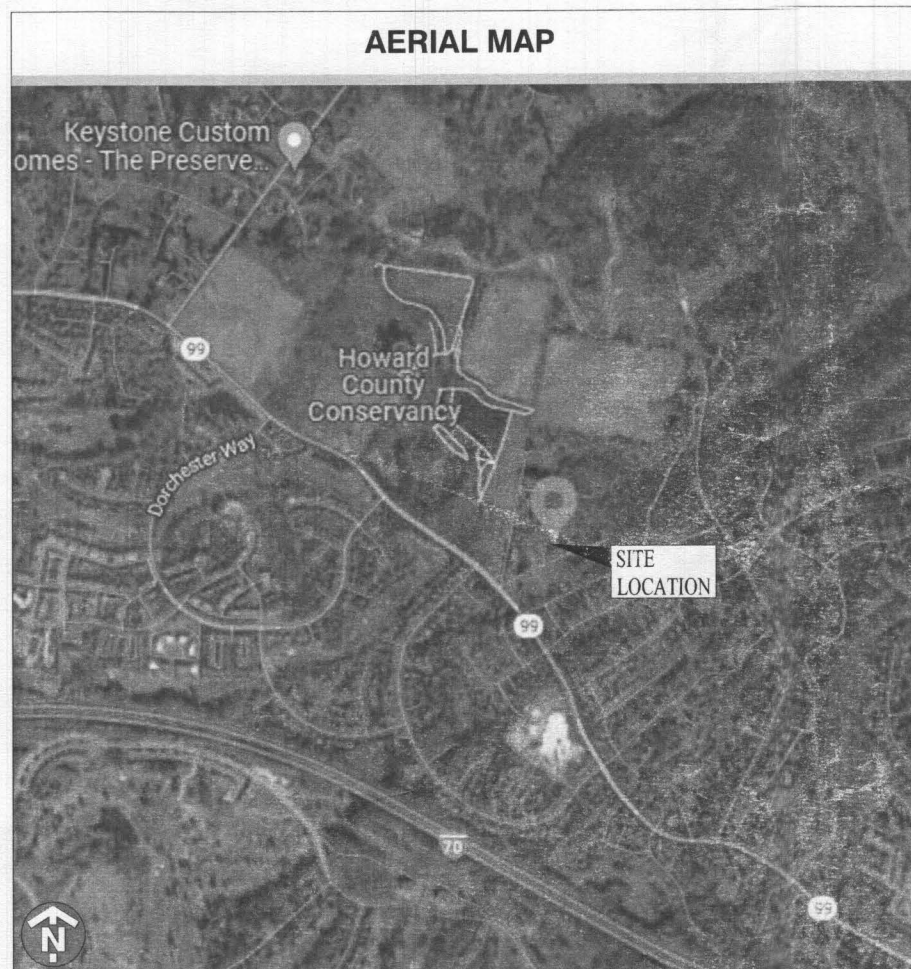 AERIAL MAP
Keystone Custom
omes - The Preserve...
99
Howard
County
Conservancy
Dorchester Way
SITE
LOCATION
99
70
99
N